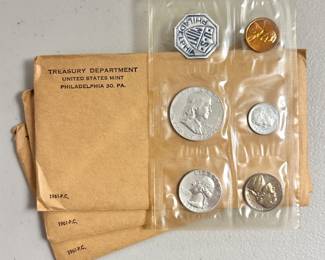 TREASURY DEPARTMENT
UNITED STATES MINT
PHILADELPHIA 30, PA.
1961-P.C.
1961-P.C.
1961-P.C.